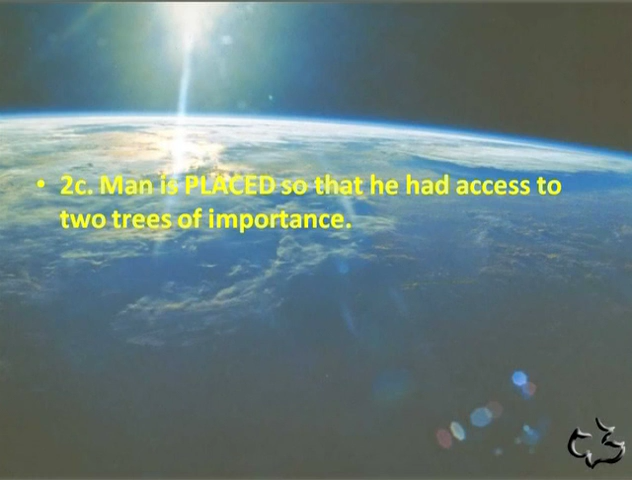 • 2c. Man is PLACED so that he had access to
two trees of importance.